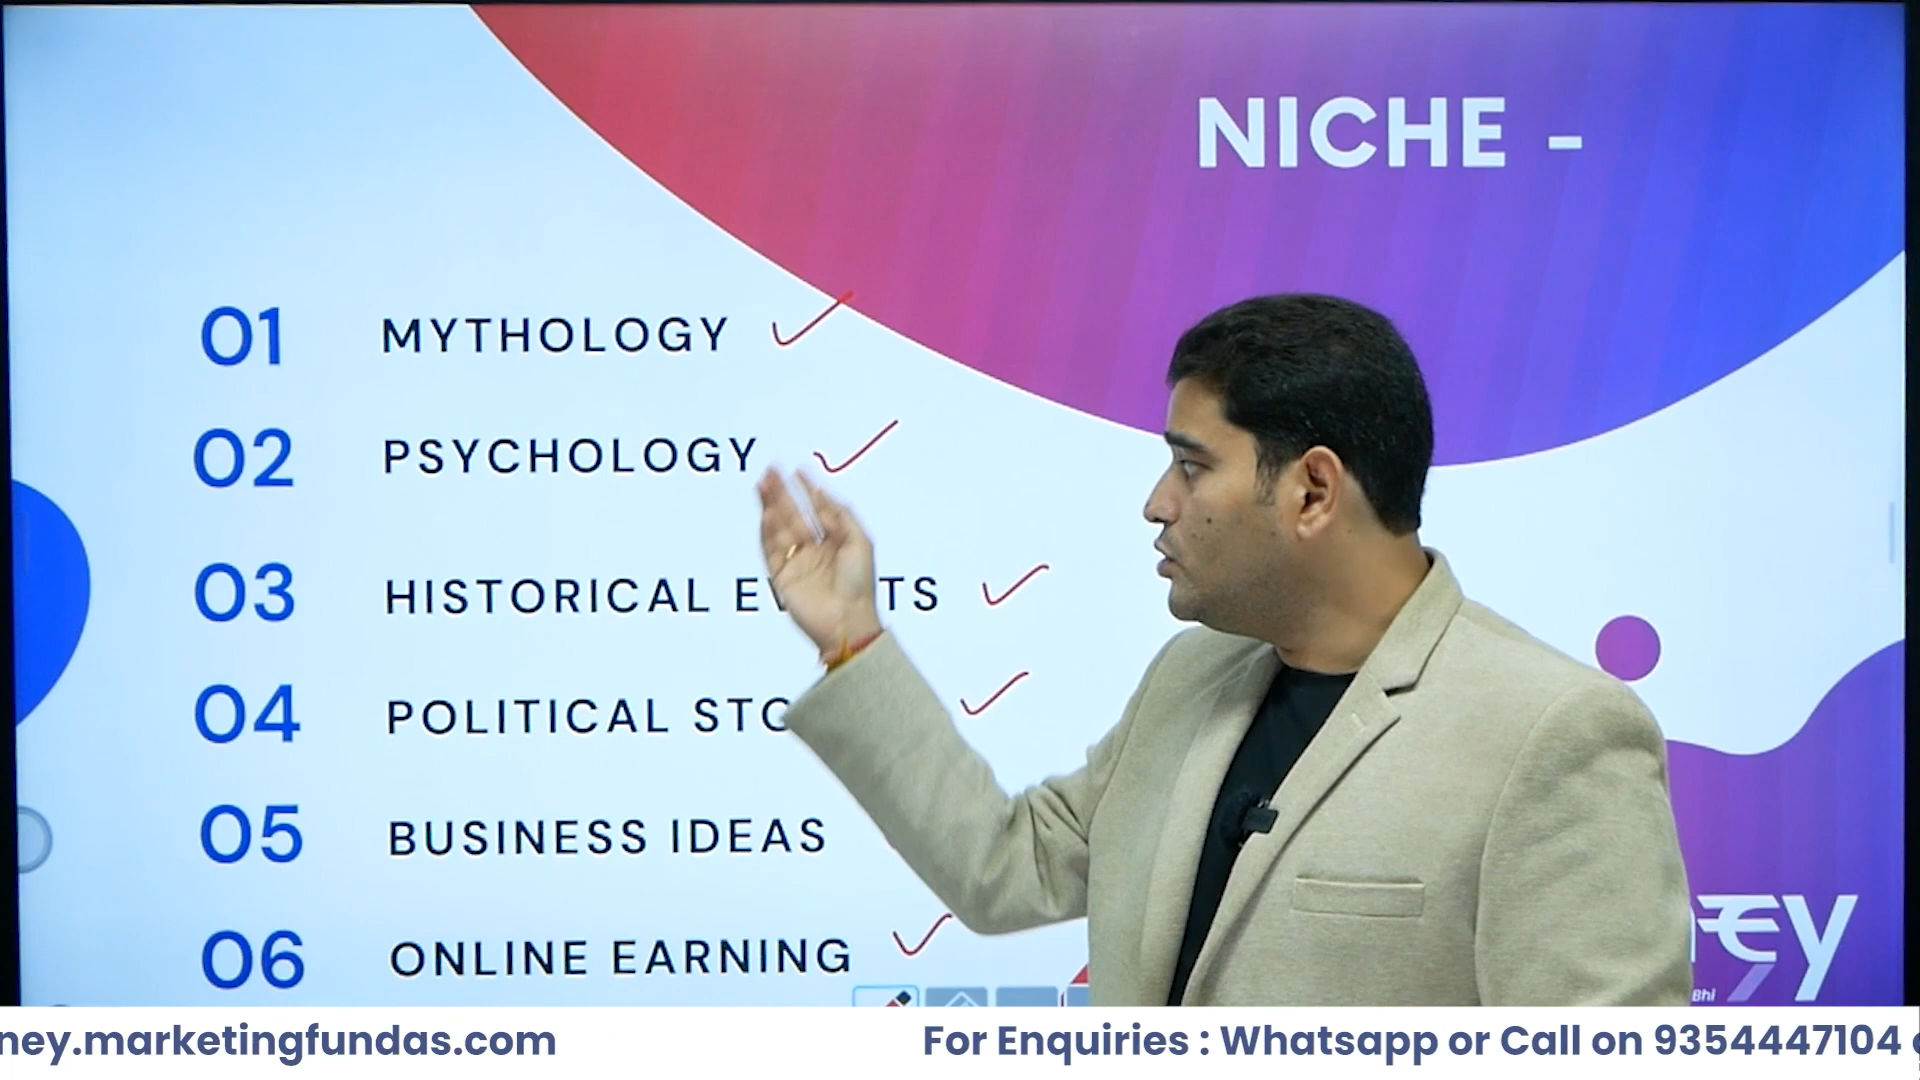 NICHE -
01 MYTHOLOGY
02 PSYCHOLOGY
03 HISTORICAL
04 POLITICAL
05 BUSINESS IDEAS
06 ONLINE EARNING
Bhi
ney.marketingfundas.com For Enquiries : Whatsapp or Call on 9354447104